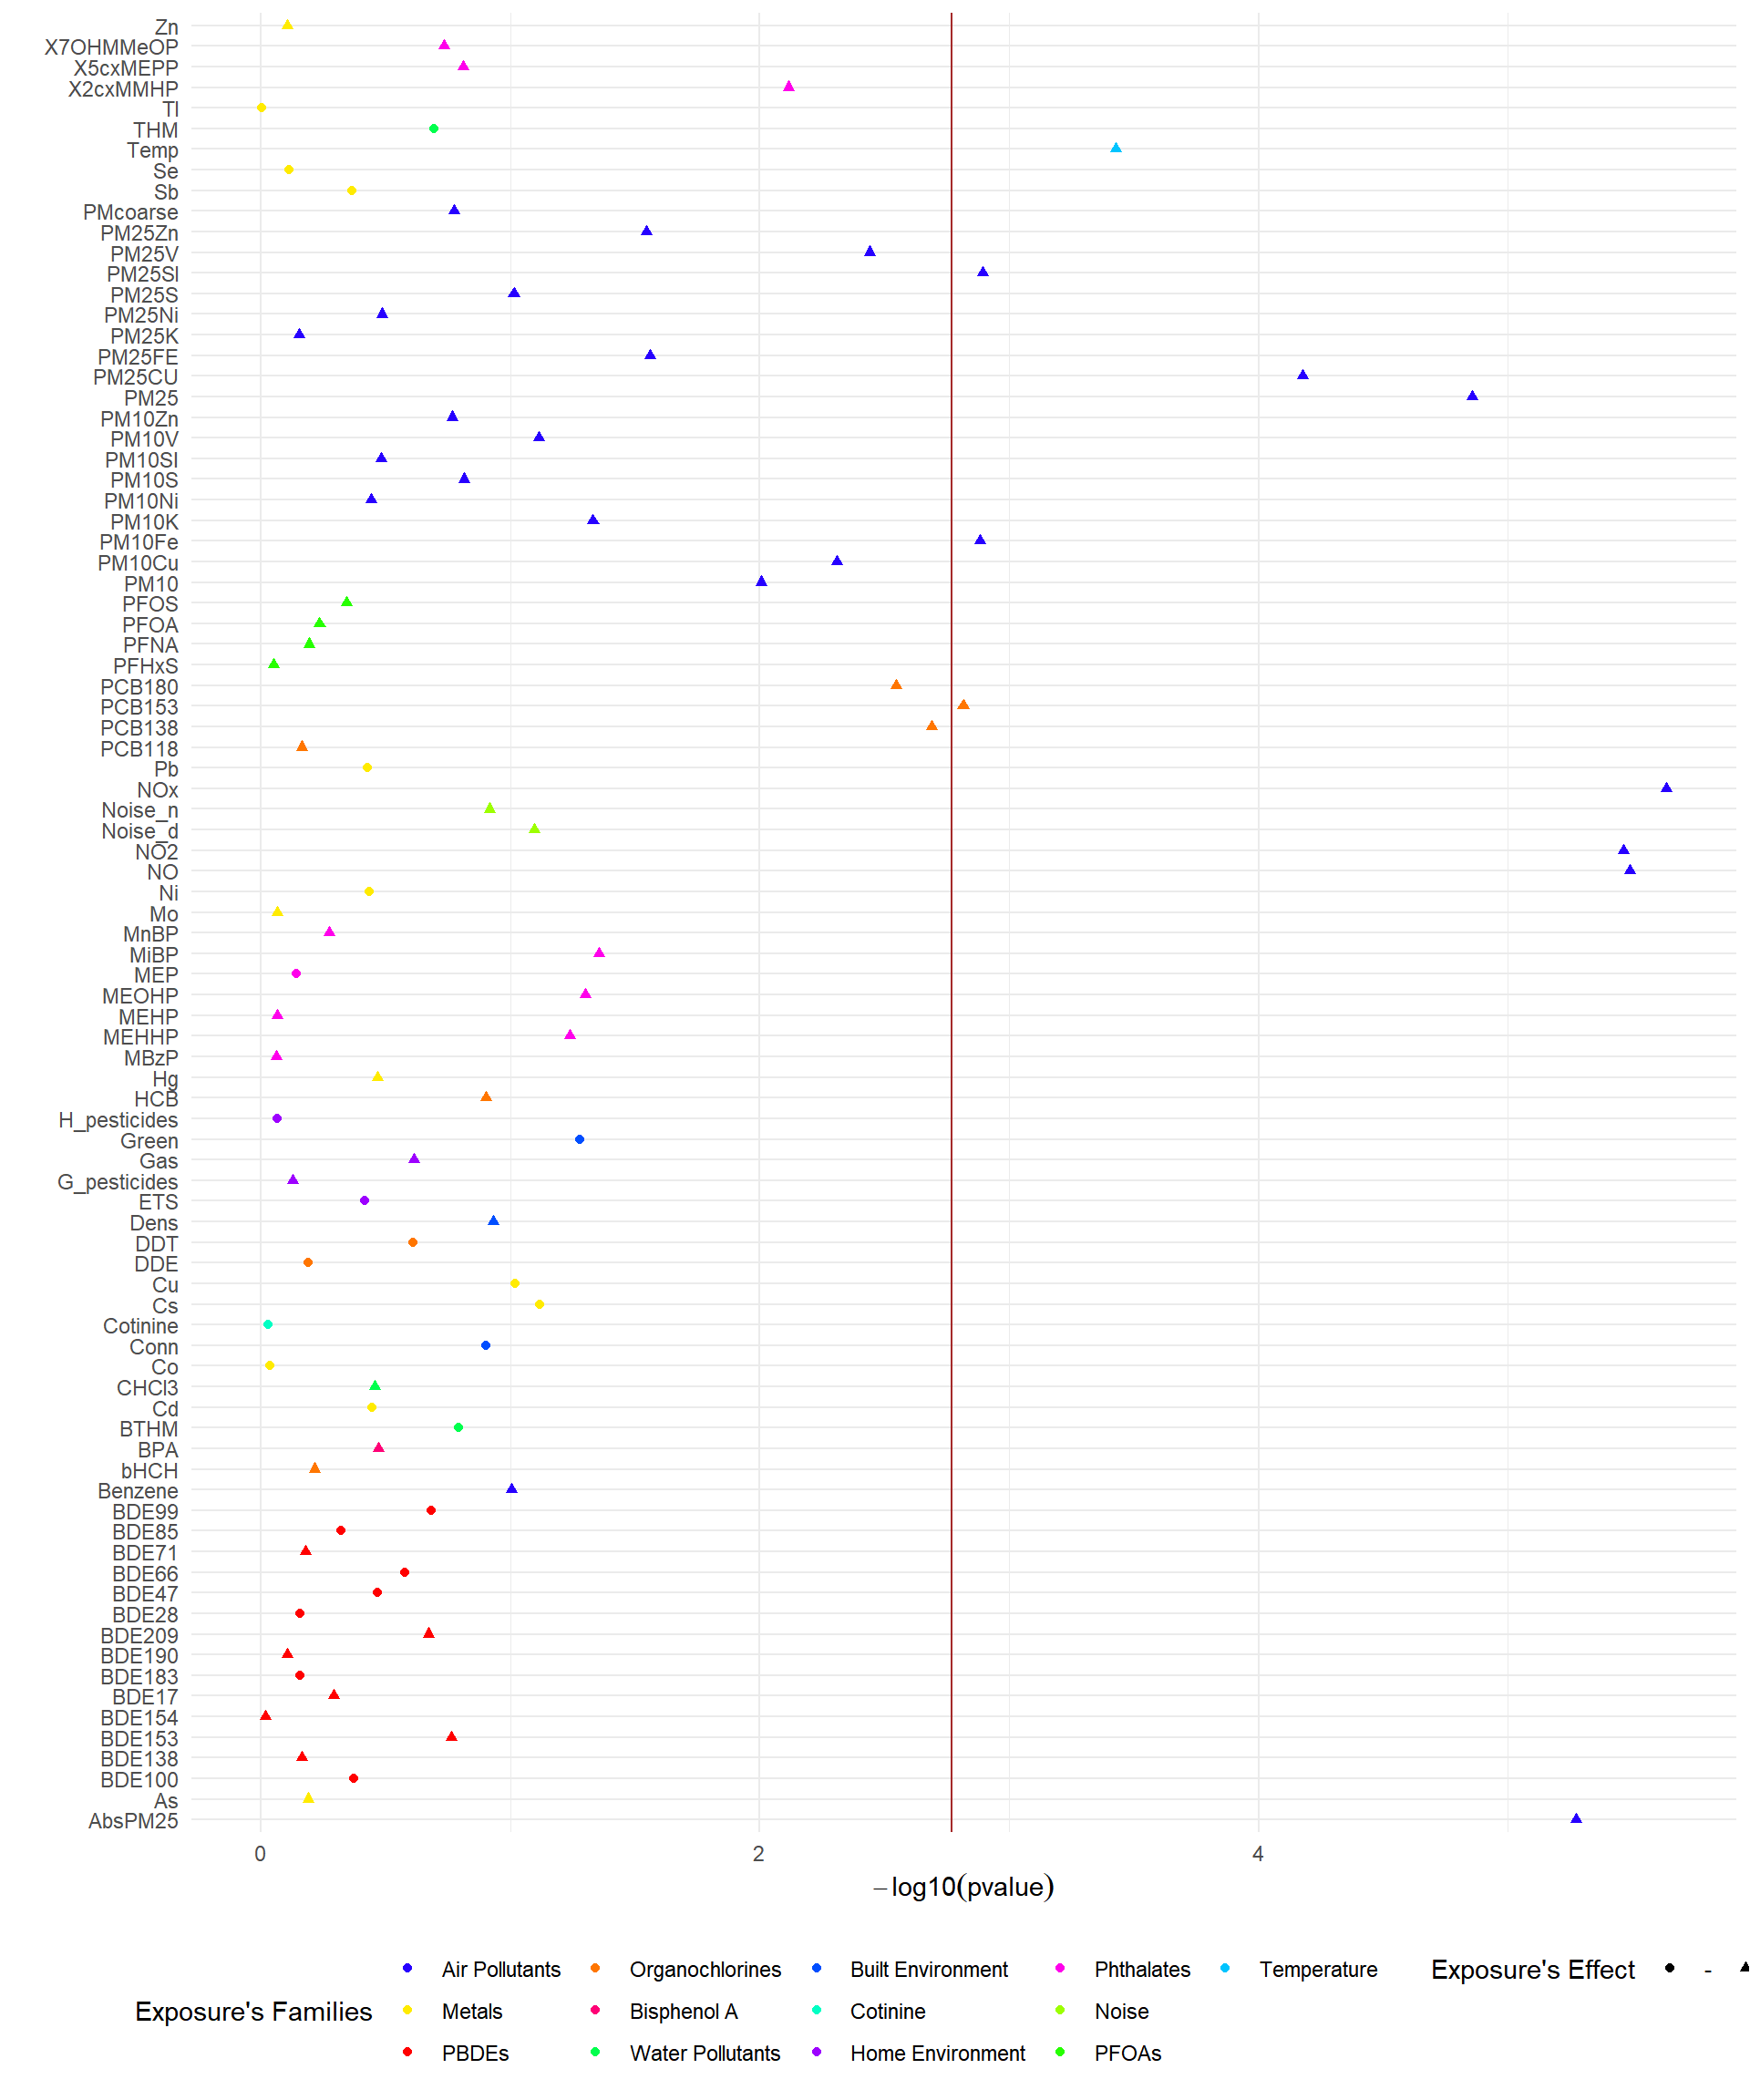 Zn
X7OHMMeOP
X5cxMEPP
X2cxMMHP
Tl
THM
Temp
Se
Sb
PMcoarse
PM25Zn
PM25V
PM25SI
PM25S
PM25Ni
PM25K
PM25FE
PM25CU
PM25
PM10Zn
PM10V
PM10SI
PM10S
PM10Ni
PM10K
PM10Fe
PM10Cu
PM10
PFOS
PFOA
PFNA
PFHxS
PCB180
PCB153
PCB138
PCB118
Pb
NOx
Noise_n
Noise_d
NO2
NO
Ni
Mo
MnBP
MiBP
MEP
MEOHP
MEHP
MEHHP
MBzP
Hg
HCB
H_pesticides
Green
Gas
G_pesticides
ETS
Dens
DDT
DDE
Cu
Cs
Cotinine
Conn
Co
CHCl3
Cd
BTHM
BPA
bHCH
Benzene
BDE99
BDE85
BDE71
BDE66
BDE47
BDE28
BDE209
BDE190
BDE183
BDE17
BDE154
BDE153
BDE138
BDE100
As
AbsPM25
0 2 4
−log10(pvalue)
Air Pollutants Organochlorines Built Environment Phthalates Temperature Exposure's Effect -
Exposure's Families Metals Bisphenol A Cotinine Noise
PBDEs Water Pollutants Home Environment PFOAs